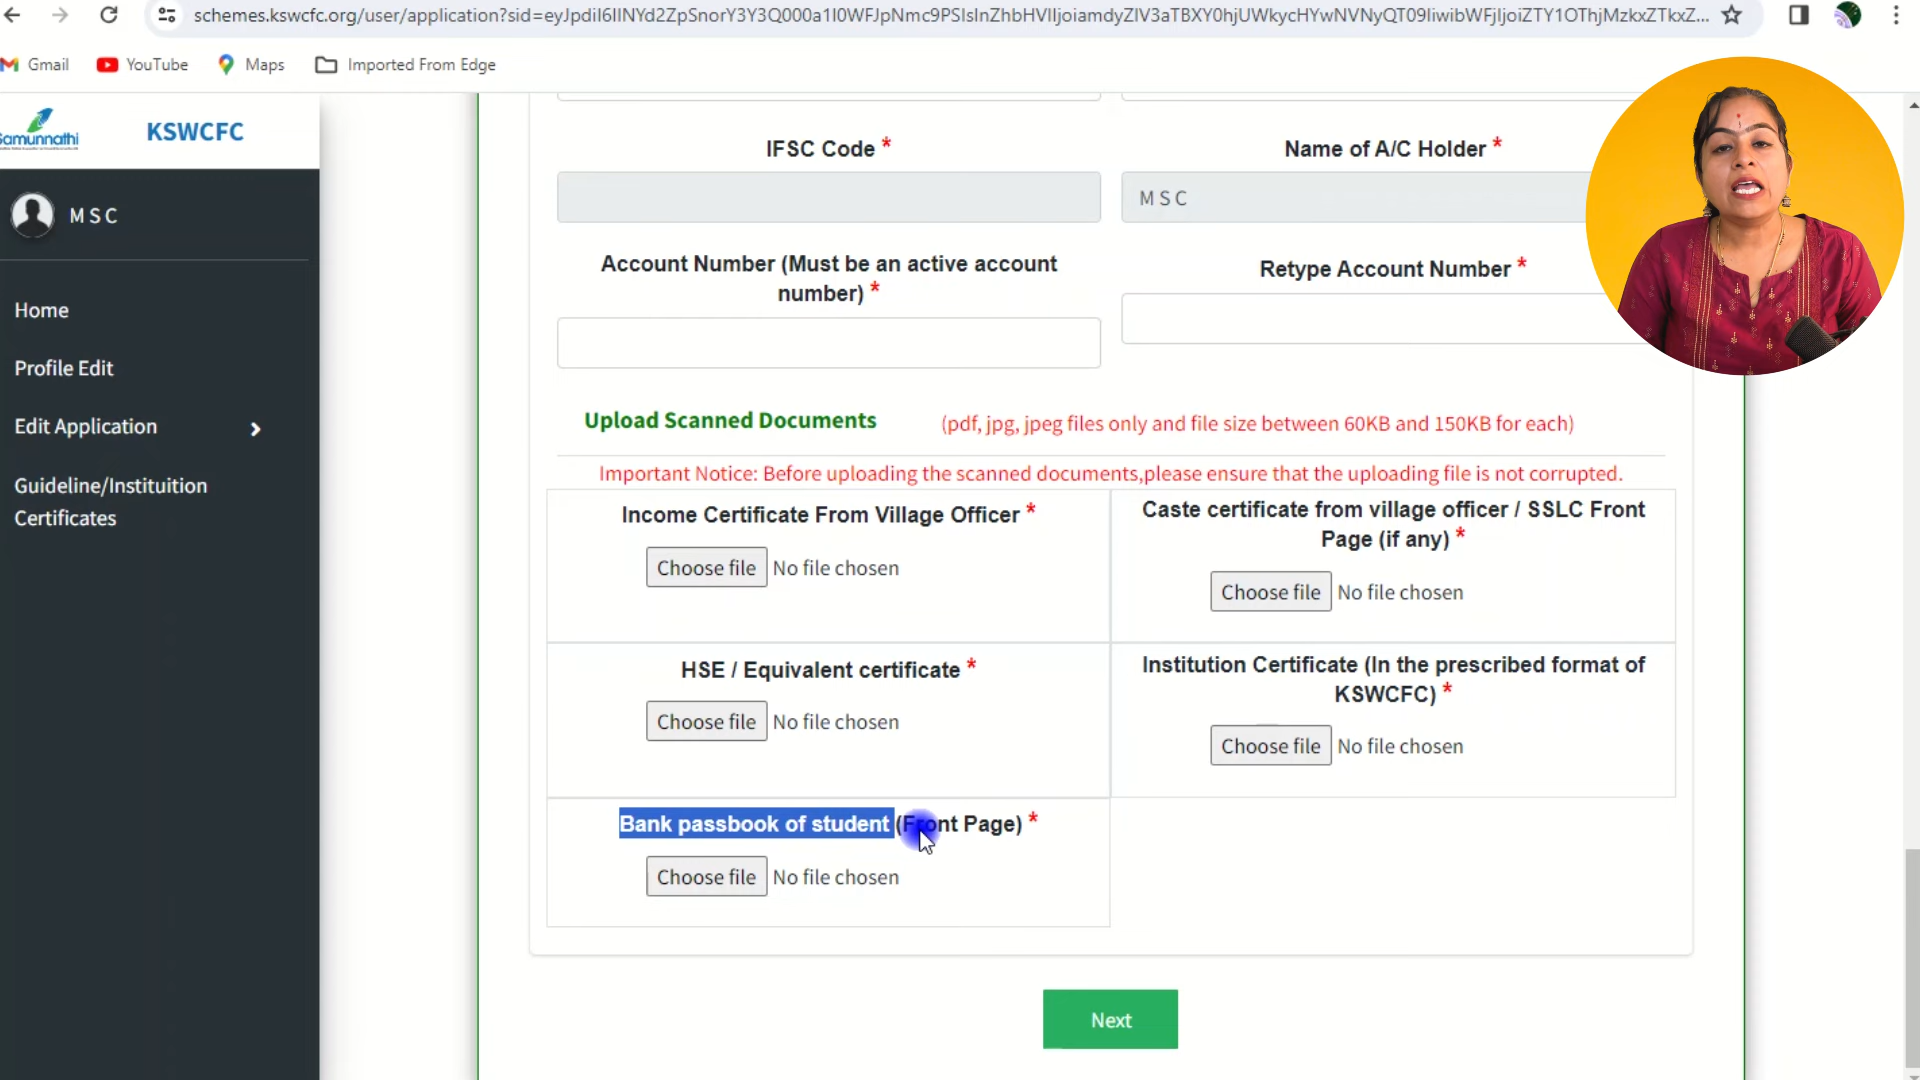 schemes.kswcfc.org/user/application?sid=
Gmail YouTube Maps Imported From Edge
Samunnathi KSWCFC
M S C
Home
Profile Edit
Edit Application
Guideline/Instituition
Certificates
IFSC Code * Name of A/C Holder *
M S C
Account Number (Must be an active account
number) *
Retype Account Number *
Upload Scanned Documents (pdf, jpg, jpeg files only and file size between 60KB and 150KB for each)
Important Notice: Before uploading the scanned documents,please ensure that the uploading file is not corrupted.
Income Certificate From Village Officer *
Choose file No file chosen
Caste certificate from village officer / SSLC Front
Page (if any) *
Choose file No file chosen
HSE / Equivalent certificate *
Choose file No file chosen
Institution Certificate (In the prescribed format of
KSWCFC) *
Choose file No file chosen
Bank passbook of student (Front Page) *
Choose file No file chosen
Next